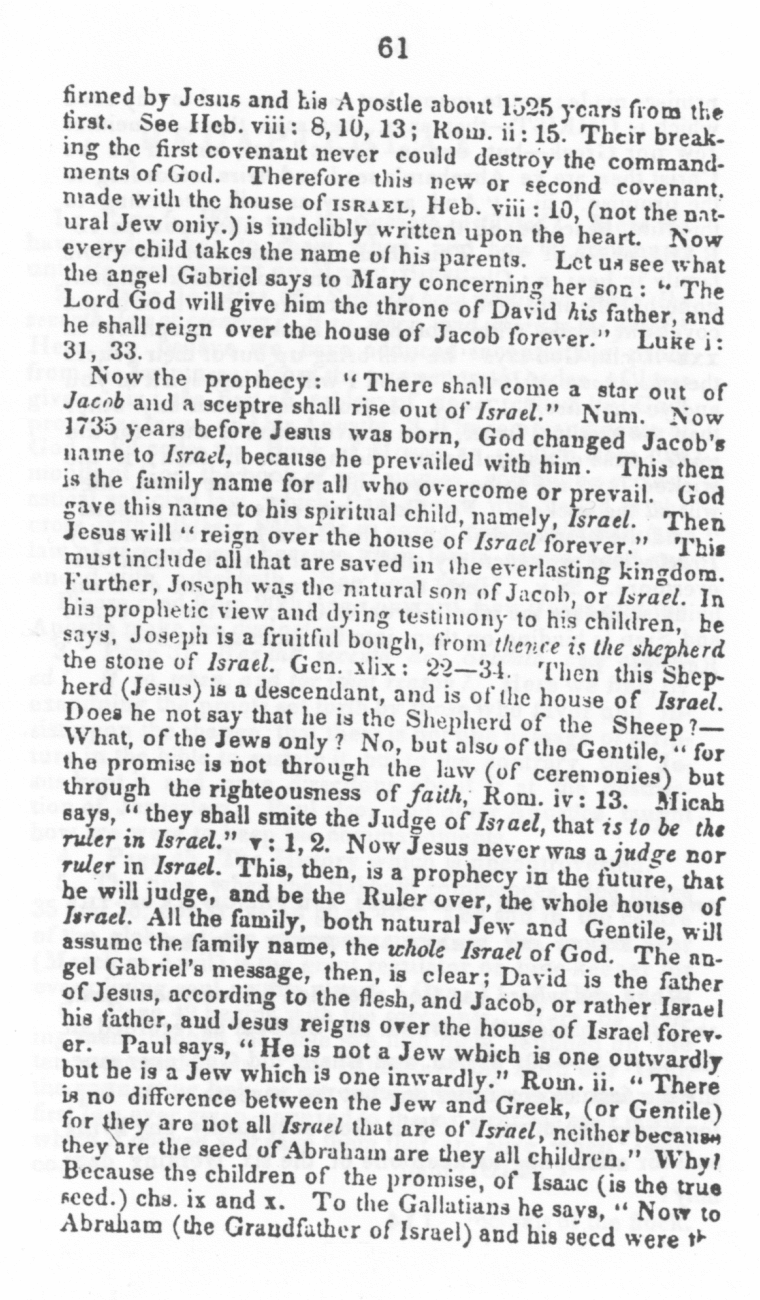 61
firmed by Jesus and his Apostle about 1525 years from the
first. See Heb. viii: 8, 10, 13; Rom. ii: 15. Their break-
ing the first covenant never could destroy the command-
ments of God. Therefore this new or second covenant,
made with the house of ISRAEL, Heb. viii: 10, (not the nat-
ural Jew only.) is indelibly written upon the heart. Now
every child takes the name of his parents. Let us see what
the angel Gabriel says to Mary concerning her son: "The
Lord God will give him the throne of David his father, and
he shall reign over the house of Jacob forever." Luke i:
31, 33.
Now the prophecy: "There shall come a star out of
Jacob and a sceptre shall rise out of Israel." Num. Now
1735 years before Jesus was born, God changed Jacob's
name to Israel, because he prevailed with him. This then
is the family name for all who overcome or prevail. God
gave this name to his spiritual child, namely, Israel. Then
Jesus will "reign over the house of Israel forever." This
must include all that are saved in the everlasting kingdom.
Further, Joseph was the natural son of Jacob, or Israel. In
his prophetic view and dying testimony to his children, he
says, Joseph is a fruitful bough, from thence is the shepherd
the stone of Israel. Gen. xlix: 22—34. Then this Shep-
herd (Jesus) is a descendant, and is of the house of Israel.
Does he not say that he is the Shepherd of the Sheep?—
What, of the Jews only? No, but also of the Gentile, "for
the promise is not through the law (of ceremonies) but
through the righteousness of faith, Rom. iv: 13. Micah
says, "they shall smite the Judge of Israel, that is to be the
ruler in Israel." v: 1, 2. Now Jesus never was a judge nor
ruler in Israel. This, then, is a prophecy in the future, that
he will judge, and be the Ruler over, the whole house of
Israel. All the family, both natural Jew and Gentile, will
assume the family name, the whole Israel of God. The an-
gel Gabriel's message, then, is clear; David is the father
of Jesus, according to the flesh, and Jacob, or rather Israel
his father, and Jesus reigns over the house of Israel forev-
er. Paul says, "He is not a Jew which is one outwardly
but he is a Jew which is one inwardly." Rom. ii. "There
is no difference between the Jew and Greek, (or Gentile)
for they are not all Israel that are of Israel, neither because
they are the seed of Abraham are they all children." Why?
Because the children of the promise, of Isaac (is the true
seed.) chs. ix and x. To the Gallatians he says, "Now to
Abraham (the Grandfather of Israel) and his seed were th